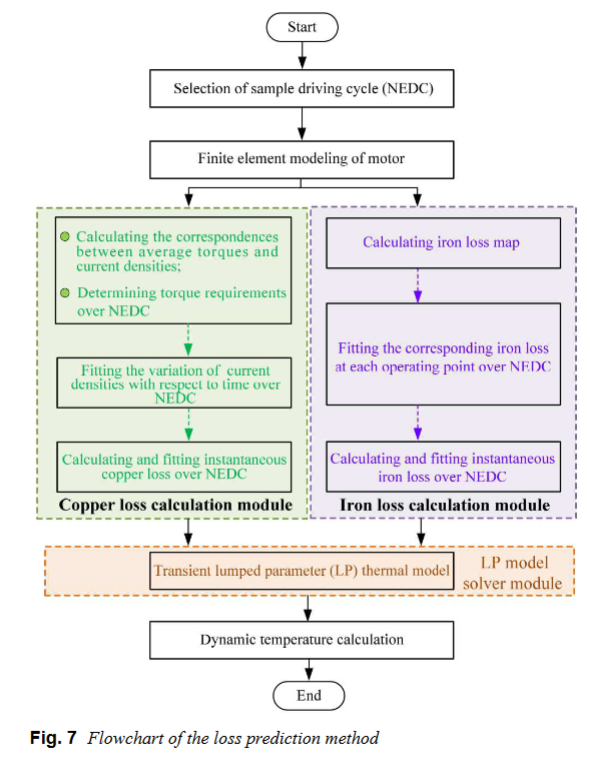 Start
Selection of sample driving cycle (NEDC)
Finite element modeling of motor
Calculating the correspondences
between average torques and
current densities;
Determining torque requirements
over NEDC
Fitting the variation of current
densities with respect to time over
NEDC
Calculating and fitting instantaneous
copper loss over NEDC
Copper loss calculation module
Calculating iron loss map
Fitting the corresponding iron loss
at each operating point over NEDC
Calculating and fitting instantaneous
iron loss over NEDC
Iron loss calculation module
Transient lumped parameter (LP) thermal model
LP model
solver module
Dynamic temperature calculation
End
Fig. 7 Flowchart of the loss prediction method